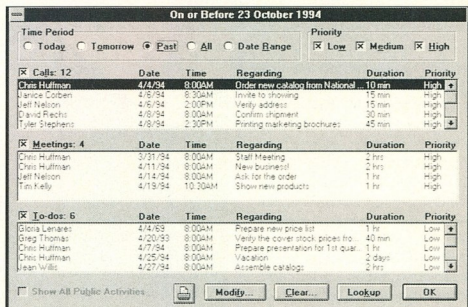 On or Before 23 October 1994
Time Period
Priority
Today Tomorrow Past All Date Range
Low Medium High
Calls: 12 Date Time Regarding Duration Priority
Chris Huffman 4/4/94 8:00AM Order new catalog from National ... 10 min High
Janice Corben 4/6/94 8:30AM Invite to showing 15 min High
Jeff Nelson 4/6/94 2:00PM Verify address 15 min High
David Rechs 4/8/94 8:00AM Confirm shipment 30 min High
Tyler Stephens 4/8/94 2:30PM Printing marketing brochures 45 min High
Meetings: 4 Date Time Regarding Duration Priority
Chris Huffman 3/31/94 8:00AM Staff Meeting 2 hrs High
Chris Huffman 4/11/94 8:00AM New business! 2 hrs High
Jeff Nelson 4/14/94 8:00AM Ask for the order 1 hr High
Tim Kelly 4/19/94 10:30AM Show new products 1 hr High
To-dos: 6 Date Time Regarding Duration Priority
Gloria Lenares 4/4/69 8:00AM Prepare new price list 1 hr Low
Greg Thomas 4/20/93 8:00AM Verify the cover stock prices fro... 40 min Low
Chris Huffman 4/7/94 8:00AM Prepare presentation for 1st quar... 1 hr Low
Chris Huffman 4/25/94 8:00AM Vacation 2 days Low
Jean Willis 4/27/94 8:00AM Assemble catalogs 2 hrs Low
Show All Public Activities Modify... Clear... Lookup OK